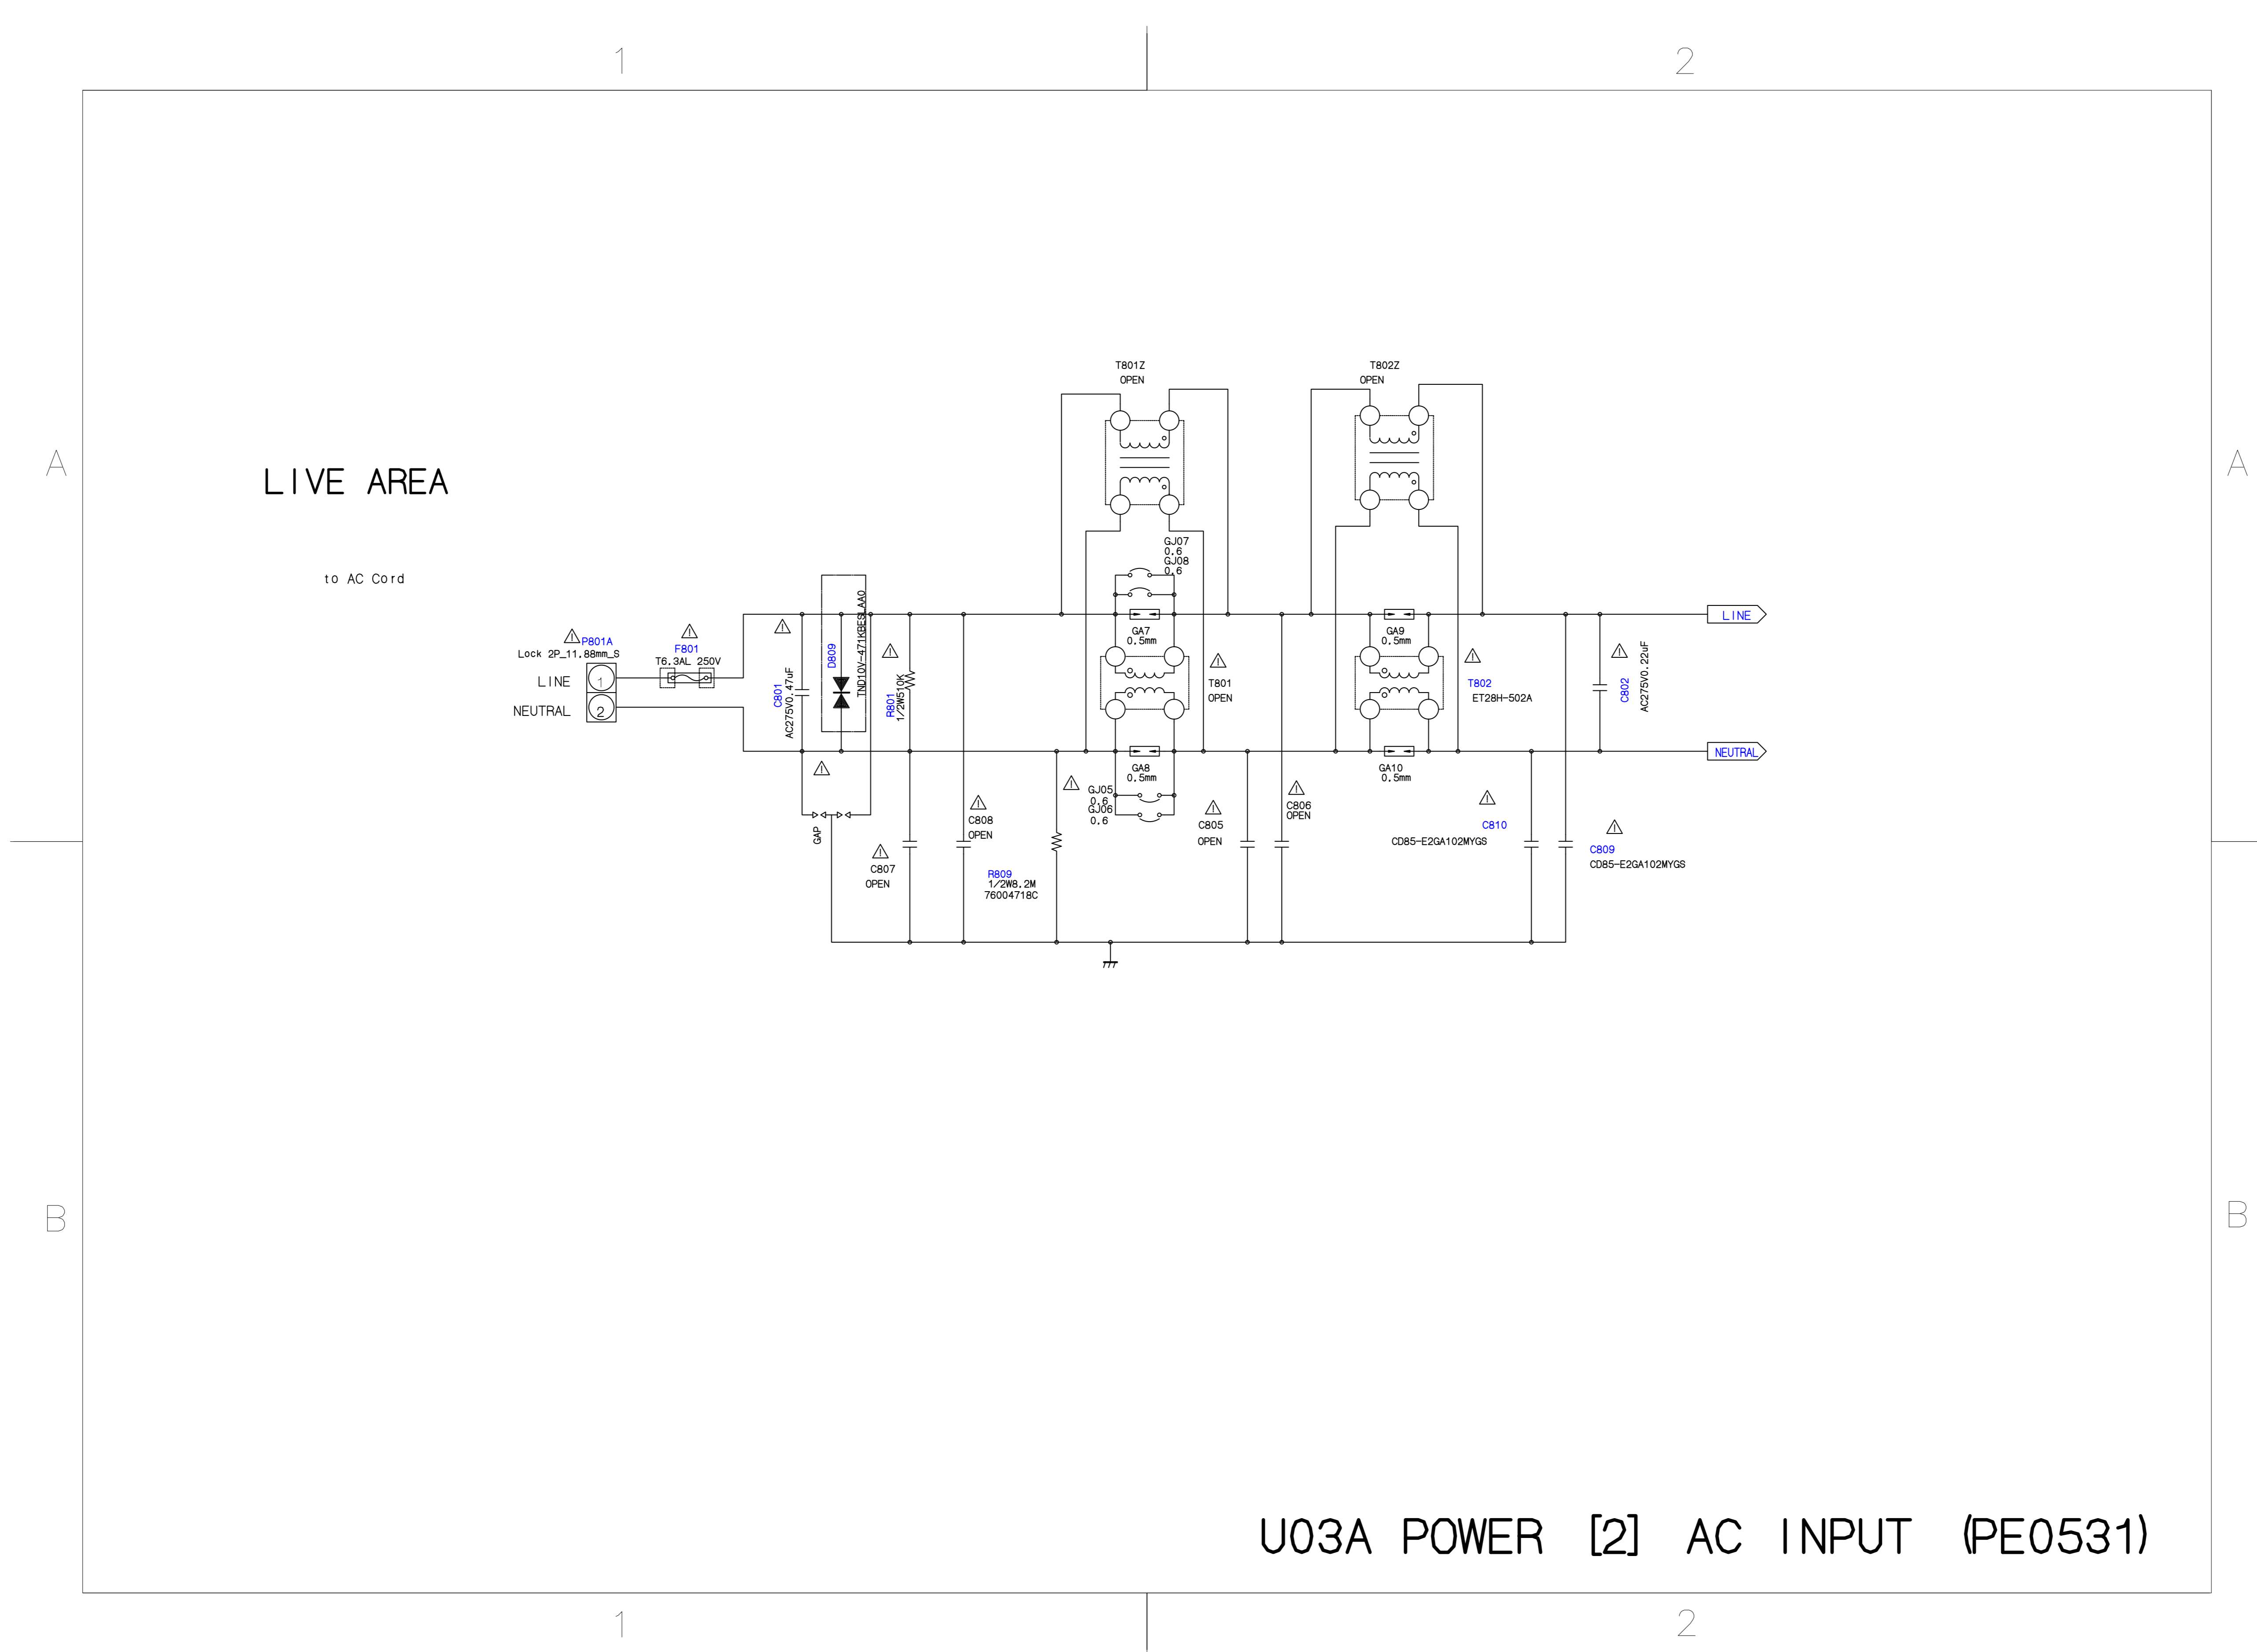 1 2
T801Z
OPEN
T802Z
OPEN
A A
LIVE AREA
to AC Cord
GJ07
0.6
GJ08
0.6
P801A
Lock 2P_11.88mm_S
LINE 1
NEUTRAL 2
F801
T6.3AL 250V
C801
AC275V0.47uF
D809
TND10V-471KBESLAA0
R801
1/2W510K
GA7
0.5mm
T801
OPEN
GA8
0.5mm
GJ05
0.6
GJ06
0.6
GA9
0.5mm
T802
ET28H-502A
GA10
0.5mm
C802
AC275V0.22uF
LINE
NEUTRAL
GAP
C807
OPEN
C808
OPEN
R809
1/2W8.2M
76004718C
C805
OPEN
C806
OPEN
C810
CD85-E2GA102MYGS
C809
CD85-E2GA102MYGS
B B
U03A POWER [2] AC INPUT (PE0531)
1 2